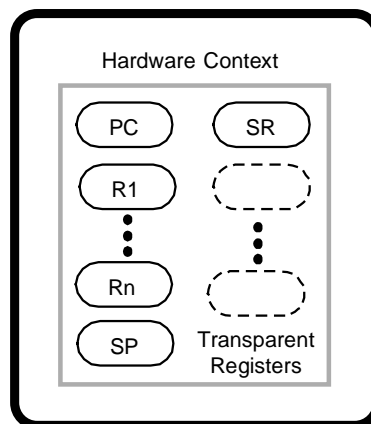 Hardware Context
PC
SR
R1
Rn
SP
Transparent
Registers